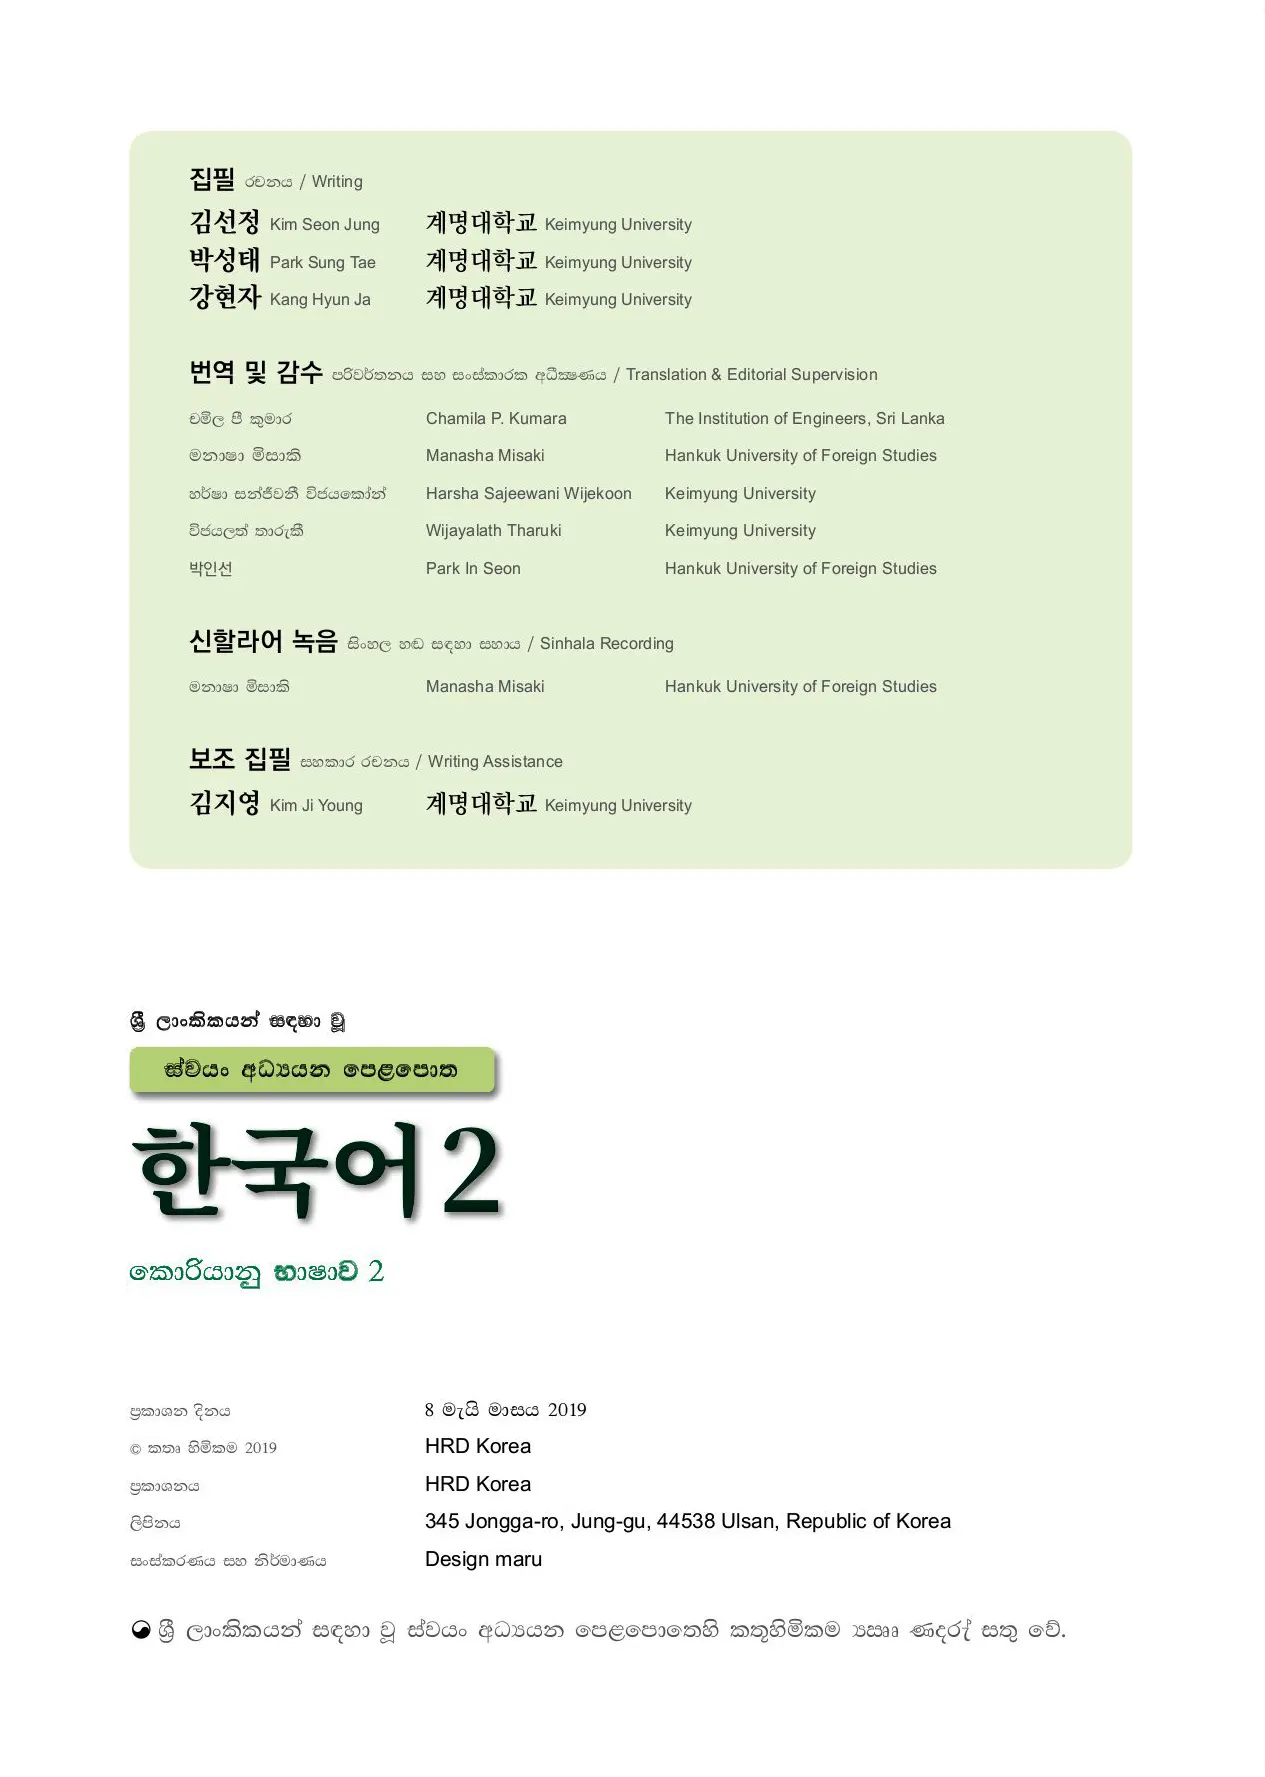 집필 රචනය / Writing
김선정 Kim Seon Jung 계명대학교 Keimyung University
박성태 Park Sung Tae 계명대학교 Keimyung University
강현자 Kang Hyun Ja 계명대학교 Keimyung University
번역 및 감수 පරිවර්තනය සහ සංස්කාරක අධීක්‍ෂණය / Translation & Editorial Supervision
චමිල පී කුමාර Chamila P. Kumara The Institution of Engineers, Sri Lanka
මනාෂා මිසාකි Manasha Misaki Hankuk University of Foreign Studies
හර්ෂා සන්ජීවනී විජයකෝන් Harsha Sajeewani Wijekoon Keimyung University
විජයලත් තාරුකී Wijayalath Tharuki Keimyung University
박인선 Park In Seon Hankuk University of Foreign Studies
신할라어 녹음 සිංහල හඬ සඳහා සහාය / Sinhala Recording
මනාෂා මිසාකි Manasha Misaki Hankuk University of Foreign Studies
보조 집필 සහකාර රචනය / Writing Assistance
김지영 Kim Ji Young 계명대학교 Keimyung University
ශ්‍රී ලාංකිකයන් සඳහා වූ
ස්වයං අධ්‍යයන පෙළපොත
한국어 2
කොරියානු භාෂාව 2
ප්‍රකාශන දිනය 8 මැයි මාසය 2019
© කතෘ හිමිකම 2019 HRD Korea
ප්‍රකාශනය HRD Korea
ලිපිනය 345 Jongga-ro, Jung-gu, 44538 Ulsan, Republic of Korea
සංස්කරණය සහ නිර්මාණය Design maru
ශ්‍රී ලාංකිකයන් සඳහා වූ ස්වයං අධ්‍යයන පෙළපොතෙහි කතූහිමිකම සතු වේ.